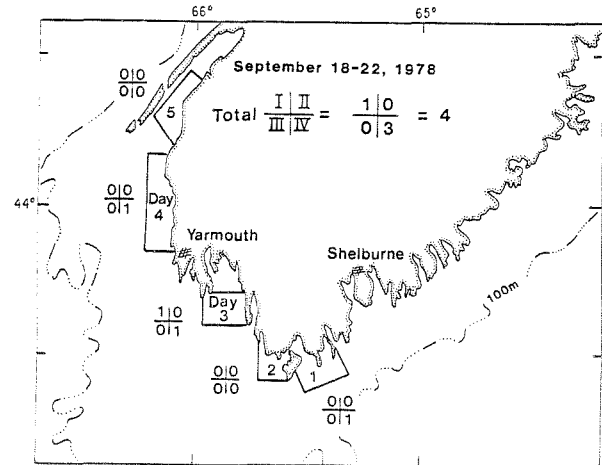 66° 65°
September 18-22, 1978
Total I|II = 1|0 = 4
III|IV 0|3
0|0
0|0
5
44°
0|0
0|1
Day
4
Yarmouth
Shelburne
100m
Day
3
1|0
0|1
0|0
0|0
2
1
0|0
0|1